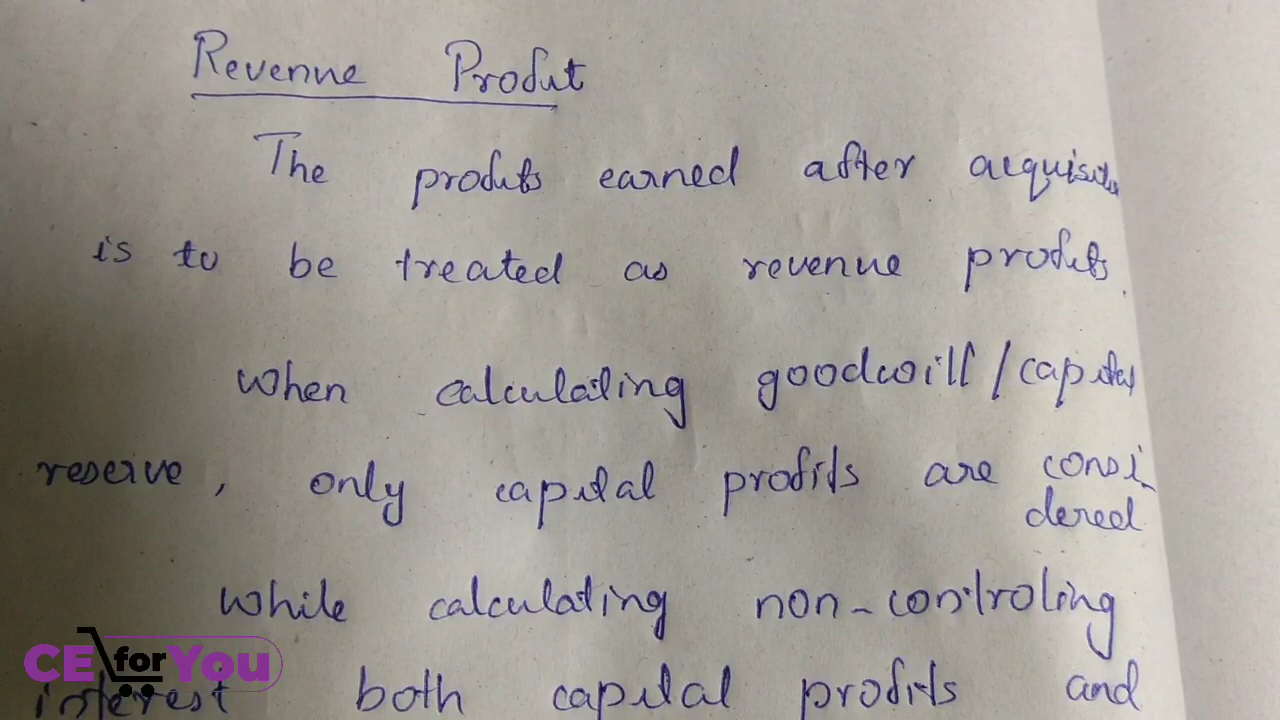 Revenue Profit
The profits earned after acquisition
is to be treated as revenue profits.
When calculating goodwill / capital
reserve, only capital profits are consi-
dered
While calculating non-controling
interest both capital profits and
CE for You